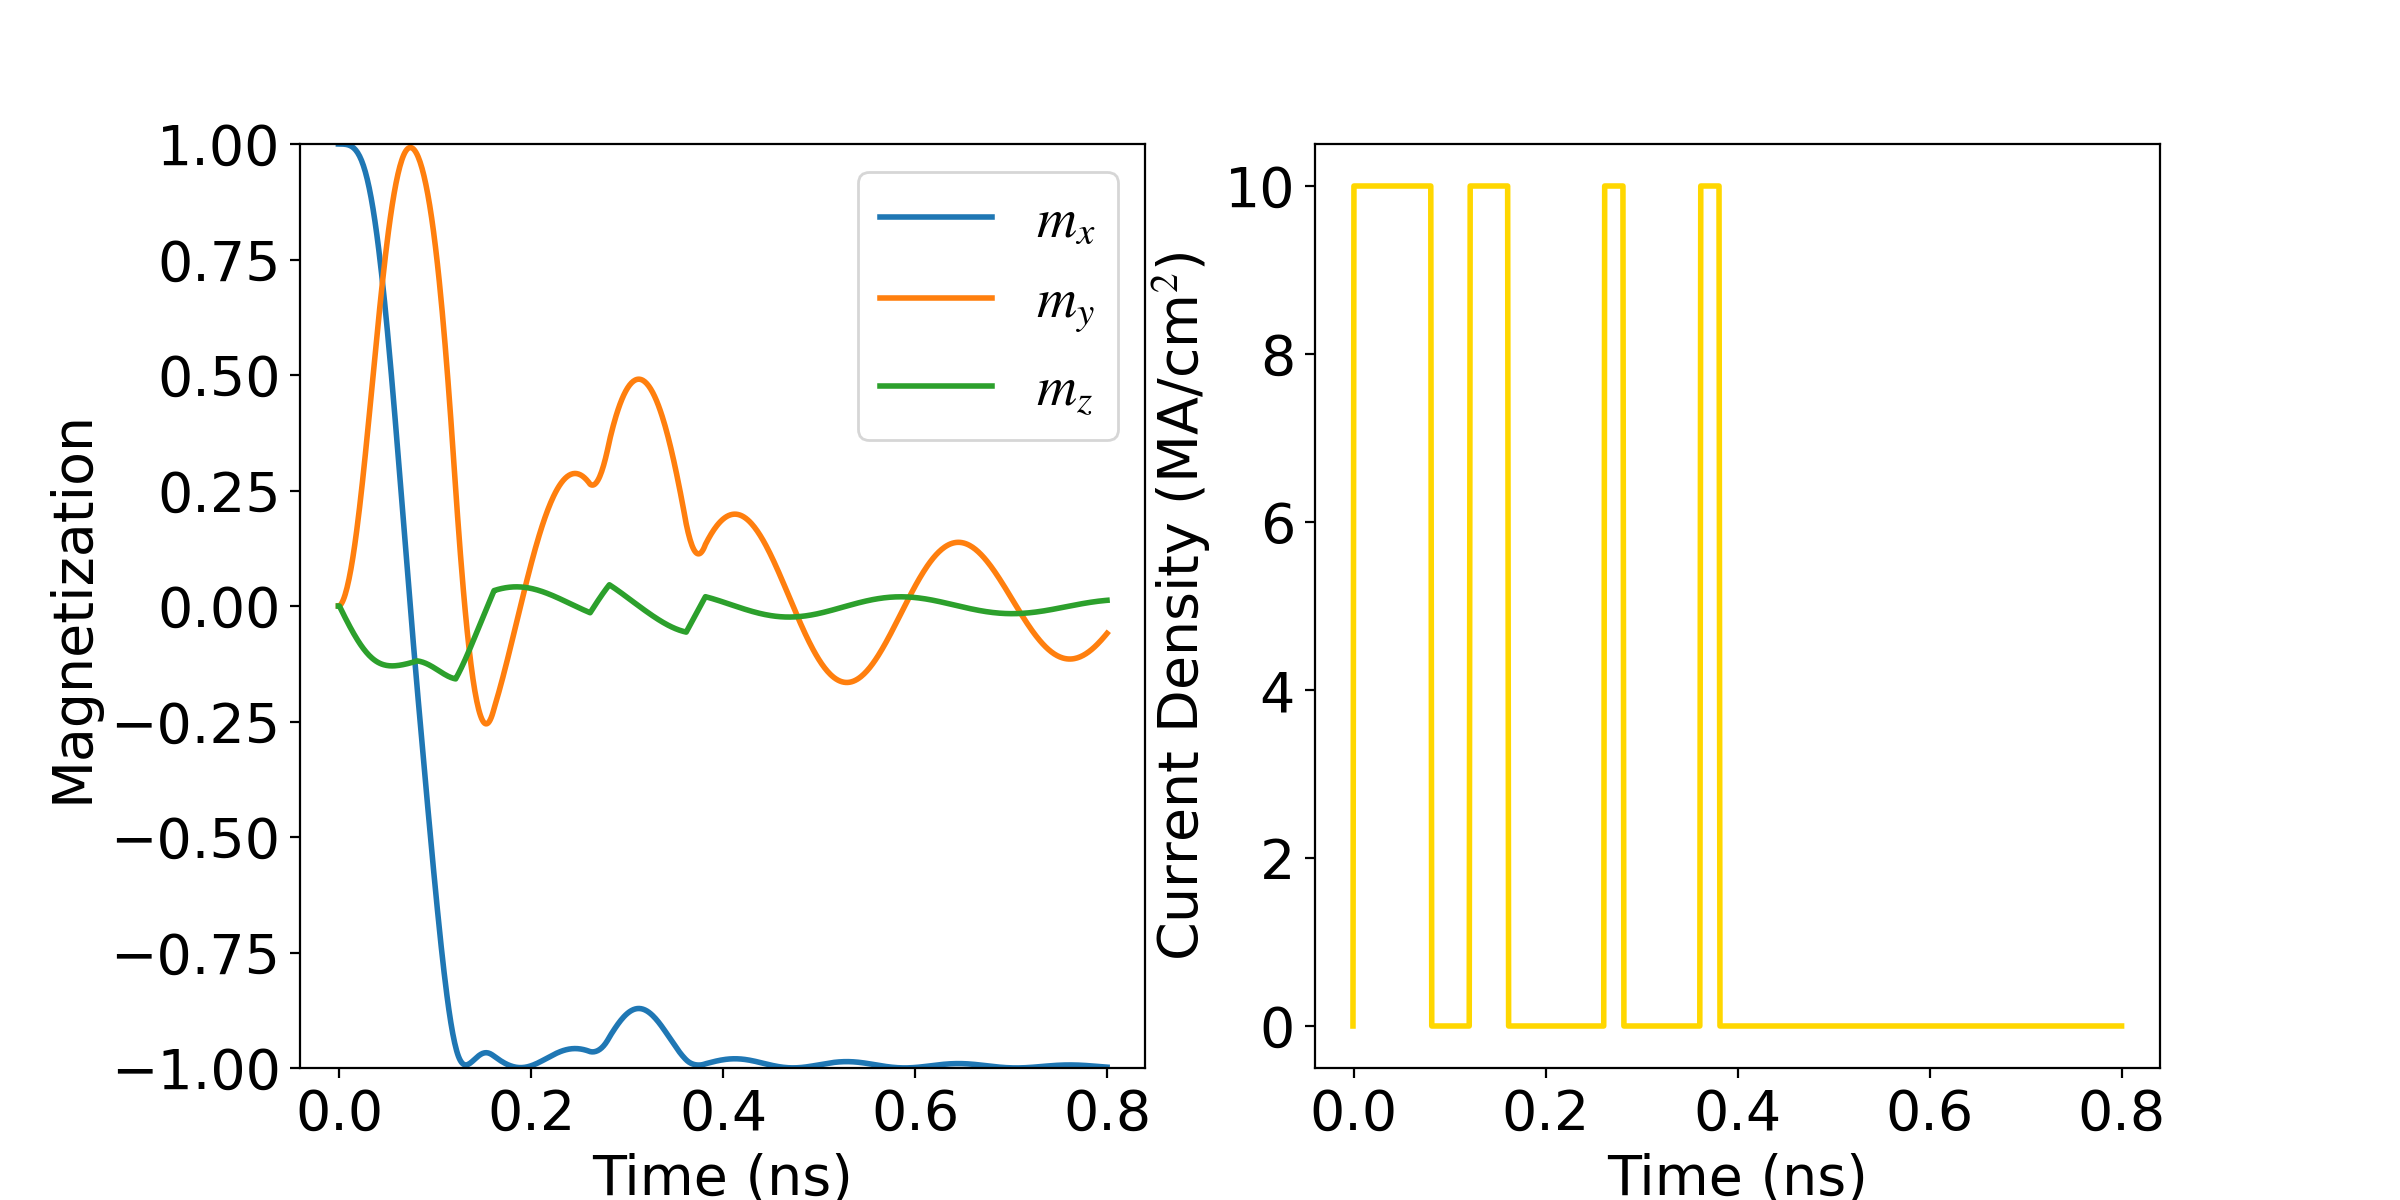 1.00
0.75
0.50
0.25
0.00
−0.25
−0.50
−0.75
−1.00
Magnetization
0.0 0.2 0.4 0.6 0.8
Time (ns)
m_x
m_y
m_z
10
8
6
4
2
0
Current Density (MA/cm²)
0.0 0.2 0.4 0.6 0.8
Time (ns)